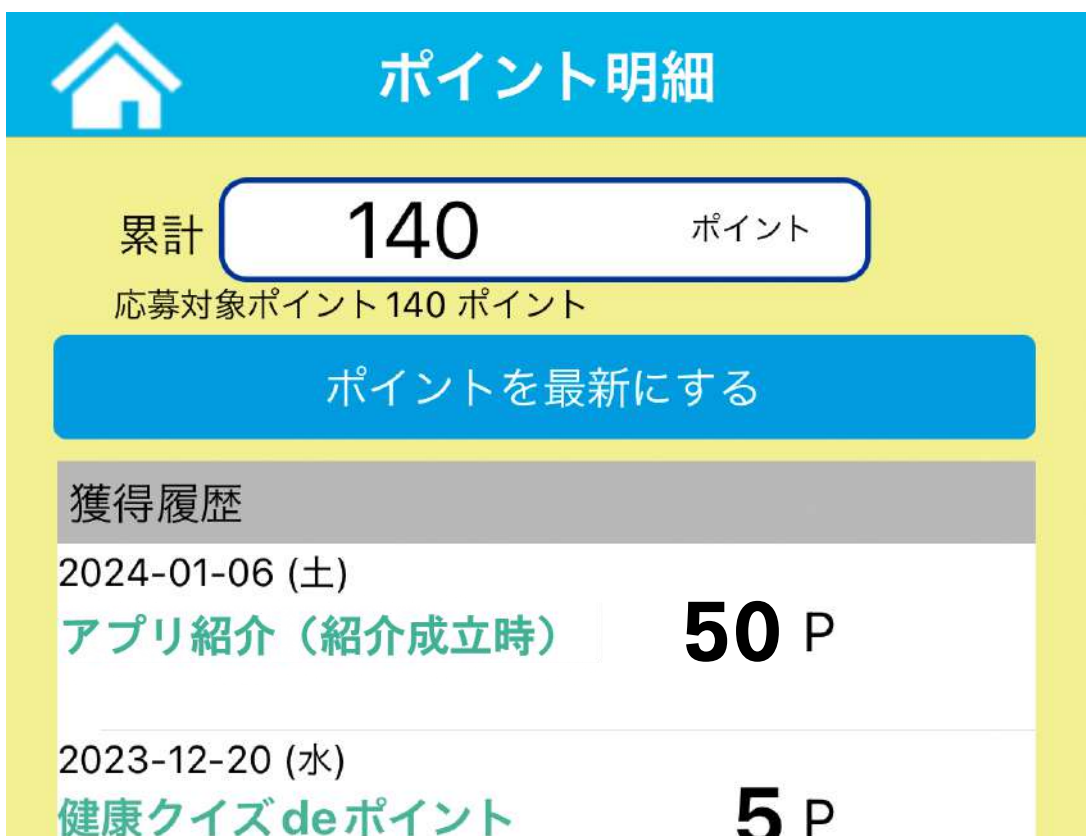 ポイント明細
累計 140 ポイント
応募対象ポイント140 ポイント
ポイントを最新にする
獲得履歴
2024-01-06 (土)
アプリ紹介（紹介成立時） 50 P
2023-12-20 (水)
健康クイズdeポイント 5 P